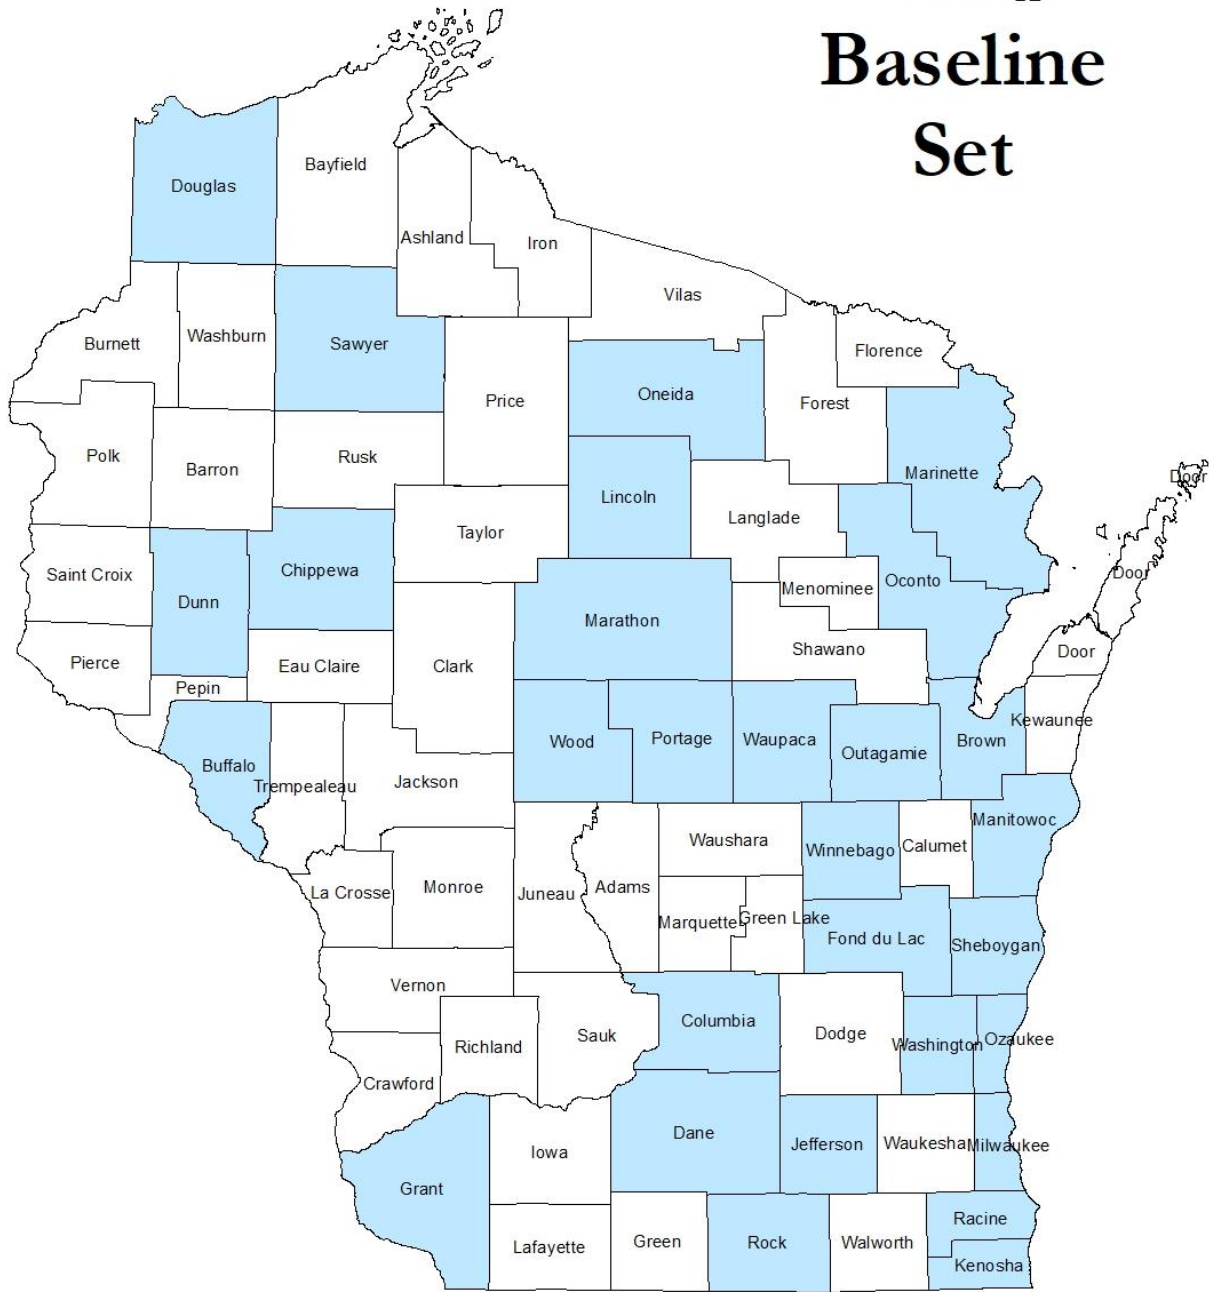 Baseline
Set
Douglas
Bayfield
Ashland
Iron
Vilas
Burnett
Washburn
Sawyer
Florence
Price
Oneida
Forest
Polk
Barron
Rusk
Marinette
Door
Lincoln
Langlade
Taylor
Saint Croix
Chippewa
Door
Dunn
Menominee
Oconto
Marathon
Pierce
Eau Claire
Clark
Shawano
Door
Pepin
Kewaunee
Wood
Portage
Waupaca
Outagamie
Brown
Buffalo
Trempealeau
Jackson
Manitowoc
Waushara
Winnebago
Calumet
La Crosse
Monroe
Juneau
Adams
Marquette
Green Lake
Fond du Lac
Sheboygan
Vernon
Columbia
Richland
Sauk
Dodge
Washington
Ozaukee
Crawford
Dane
Iowa
Jefferson
Waukesha
Milwaukee
Grant
Racine
Lafayette
Green
Rock
Walworth
Kenosha